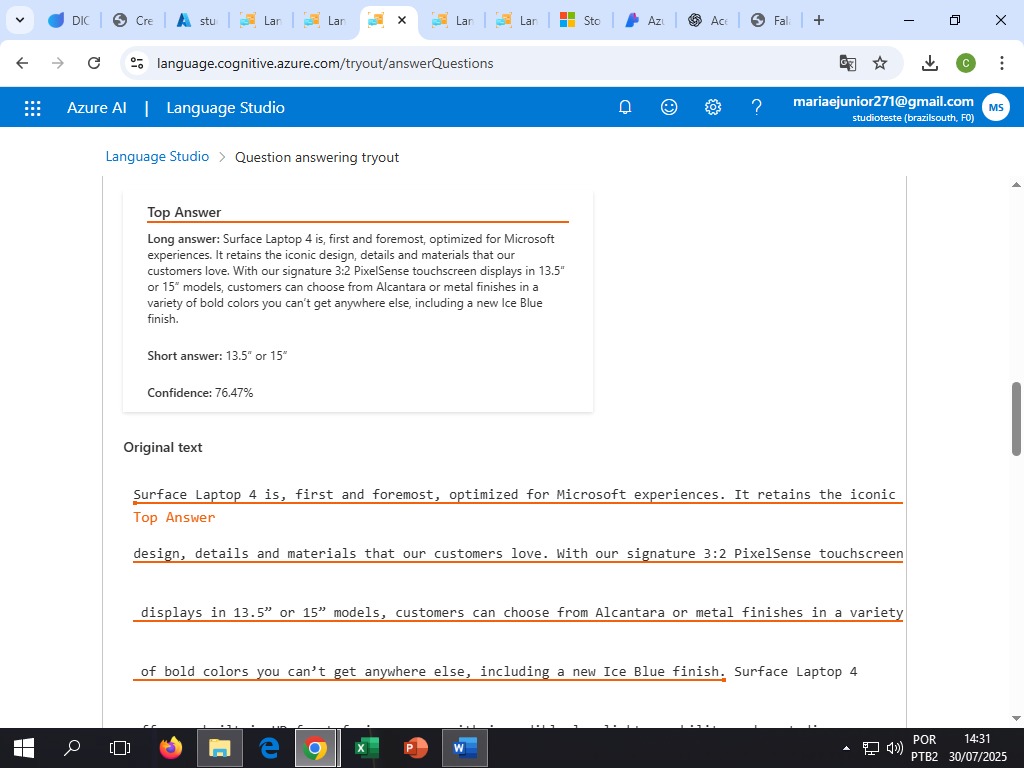 DIO
Cre
stu
Lan
Lan
Lan
Lan
Sto
Azu
Ace
Fala
language.cognitive.azure.com/tryout/answerQuestions
C
Azure AI | Language Studio
mariaejunior271@gmail.com
studioteste (brazilsouth, F0)
MS
Language Studio > Question answering tryout
Top Answer
Long answer: Surface Laptop 4 is, first and foremost, optimized for Microsoft
experiences. It retains the iconic design, details and materials that our
customers love. With our signature 3:2 PixelSense touchscreen displays in 13.5”
or 15” models, customers can choose from Alcantara or metal finishes in a
variety of bold colors you can’t get anywhere else, including a new Ice Blue
finish.
Short answer: 13.5” or 15”
Confidence: 76.47%
Original text
Surface Laptop 4 is, first and foremost, optimized for Microsoft experiences. It retains the iconic
Top Answer
design, details and materials that our customers love. With our signature 3:2 PixelSense touchscreen
displays in 13.5” or 15” models, customers can choose from Alcantara or metal finishes in a variety
of bold colors you can’t get anywhere else, including a new Ice Blue finish. Surface Laptop 4
POR
PTB2
14:31
30/07/2025